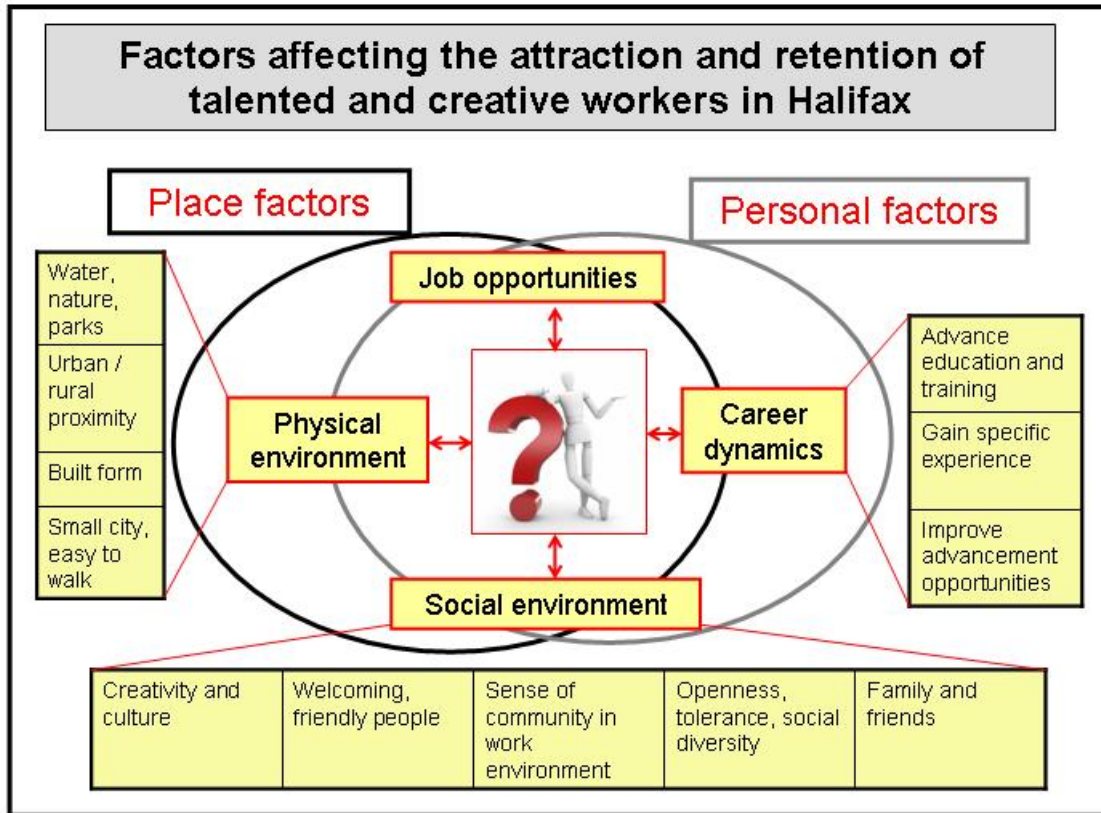 Factors affecting the attraction and retention of
talented and creative workers in Halifax
Place factors
Personal factors
Job opportunities
Water,
nature,
parks
Urban /
rural
proximity
Built form
Small city,
easy to
walk
Physical
environment
Career
dynamics
Advance
education and
training
Gain specific
experience
Improve
advancement
opportunities
Social environment
Creativity and
culture
Welcoming,
friendly people
Sense of
community in
work
environment
Openness,
tolerance, social
diversity
Family and
friends